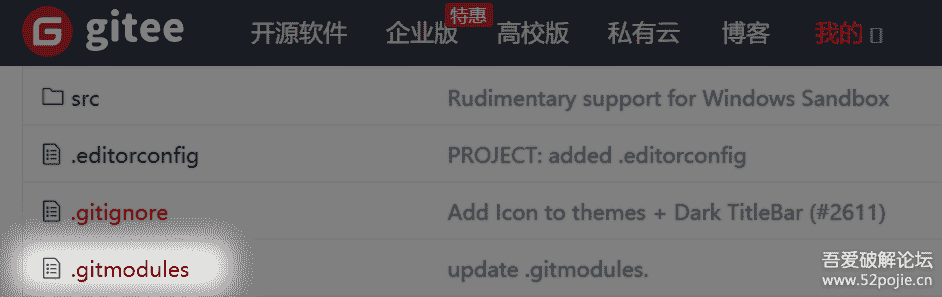 gitee 开源软件 企业版 特惠 高校版 私有云 博客 我的
src Rudimentary support for Windows Sandbox
.editorconfig PROJECT: added .editorconfig
.gitignore Add Icon to themes + Dark TitleBar (#2611)
.gitmodules update .gitmodules.
吾爱破解论坛
www.52pojie.cn